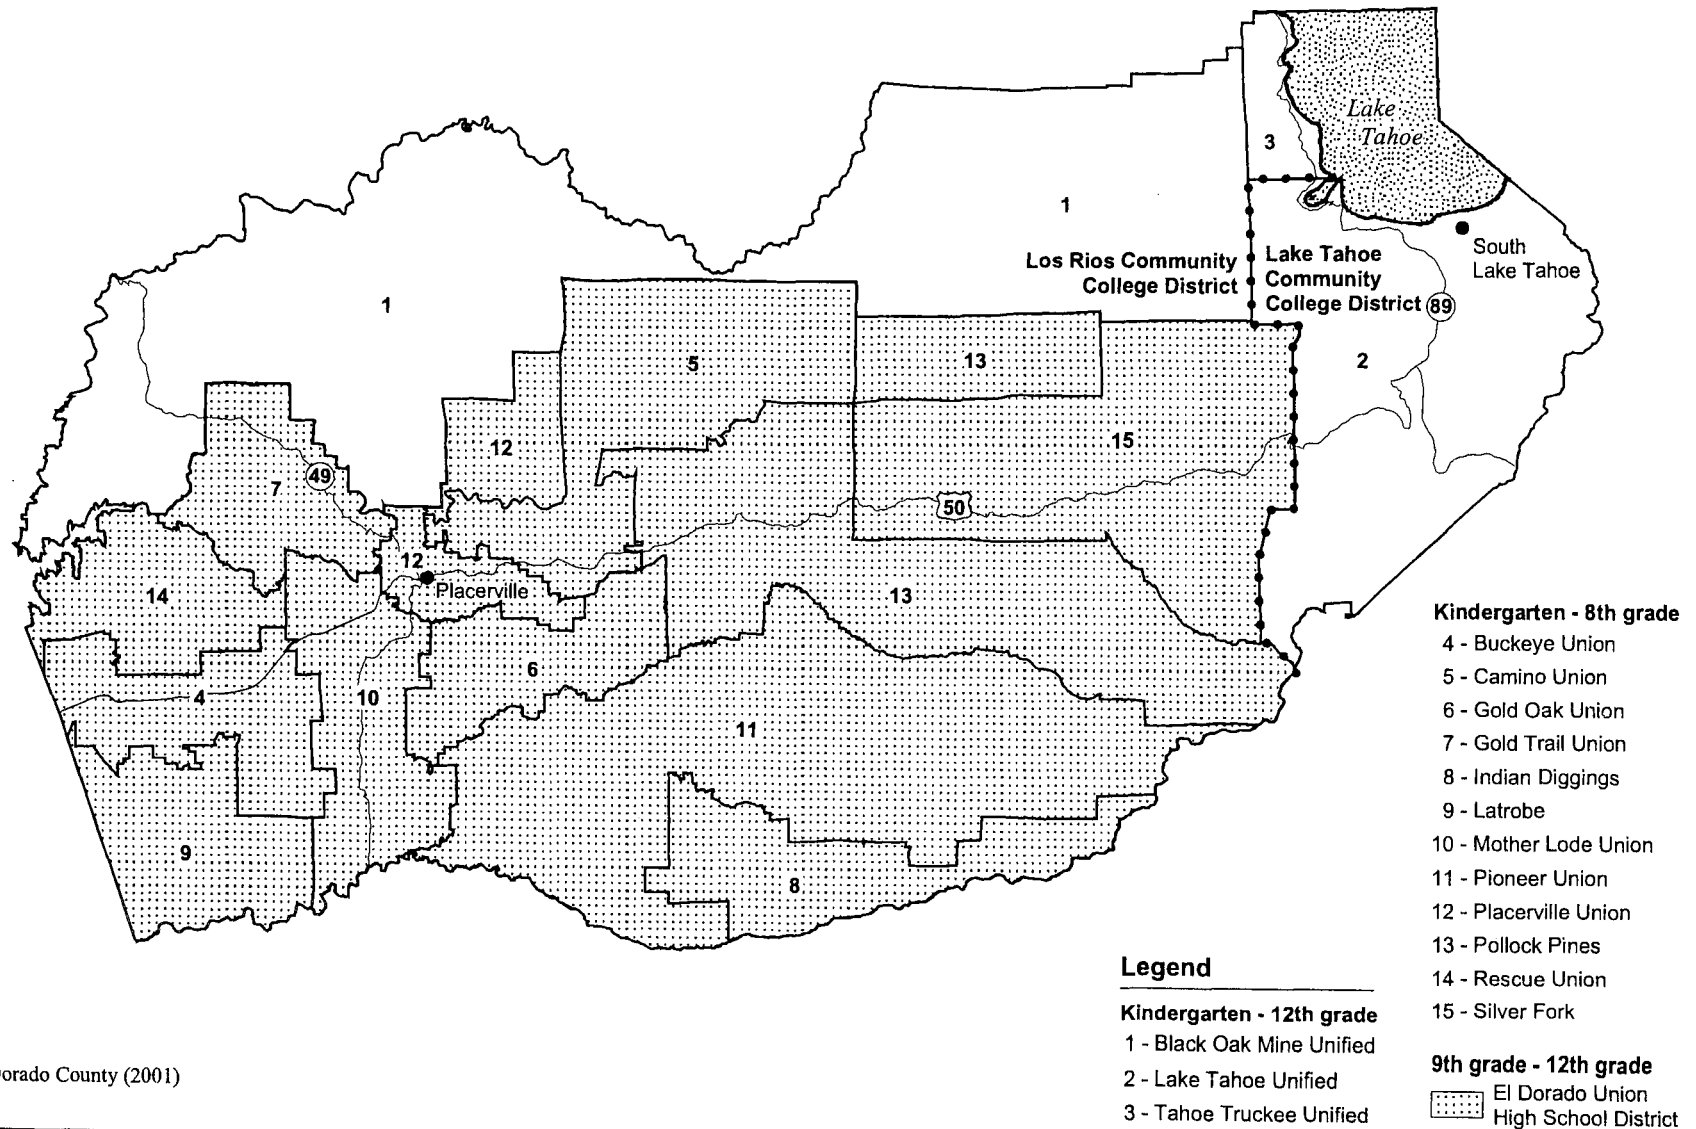 Lake
Tahoe
3
1
Los Rios Community
College District
Lake Tahoe
Community
College District
89
South
Lake Tahoe
1
5
13
2
12
15
49
7
50
12
Placerville
14
13
6
4
10
11
9
8
Kindergarten - 8th grade
4 - Buckeye Union
5 - Camino Union
6 - Gold Oak Union
7 - Gold Trail Union
8 - Indian Diggings
9 - Latrobe
10 - Mother Lode Union
11 - Pioneer Union
12 - Placerville Union
13 - Pollock Pines
14 - Rescue Union
15 - Silver Fork
9th grade - 12th grade
El Dorado Union
High School District
Legend
Kindergarten - 12th grade
1 - Black Oak Mine Unified
2 - Lake Tahoe Unified
3 - Tahoe Truckee Unified
orado County (2001)